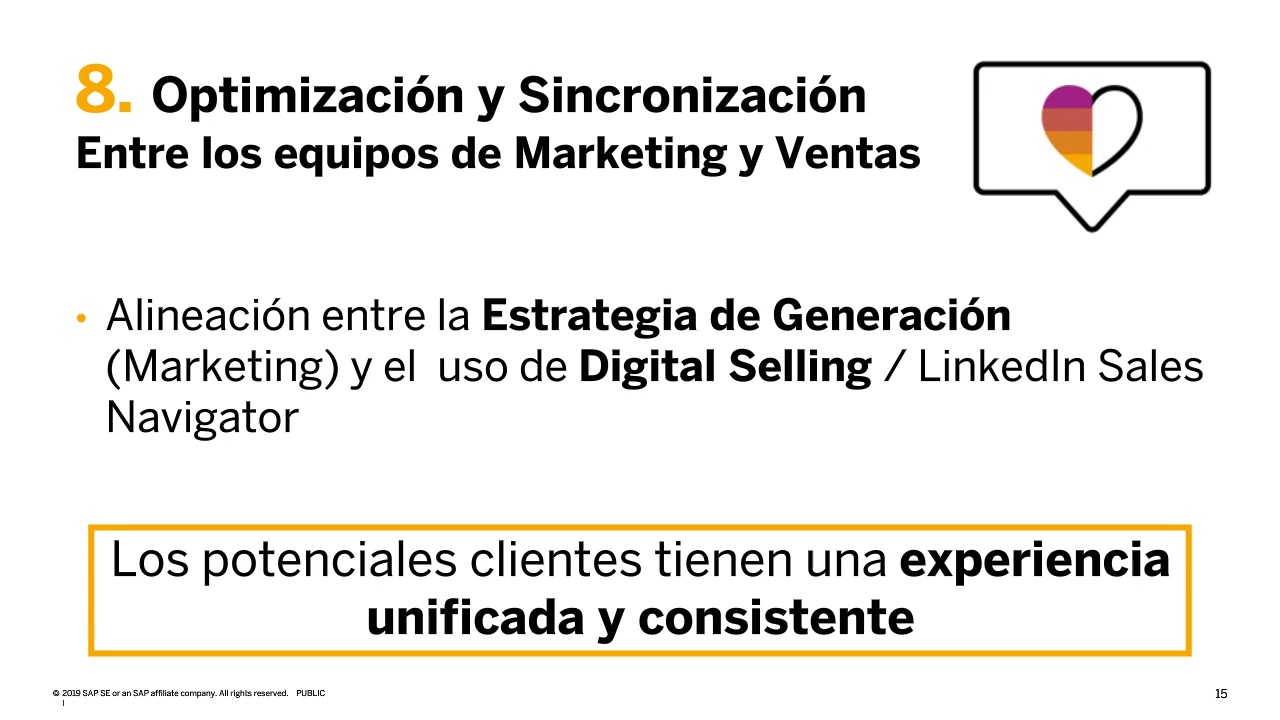 8. Optimización y Sincronización
Entre los equipos de Marketing y Ventas
• Alineación entre la Estrategia de Generación
(Marketing) y el  uso de Digital Selling / LinkedIn Sales
Navigator
Los potenciales clientes tienen una experiencia
unificada y consistente
© 2019 SAP SE or an SAP affiliate company. All rights reserved. PUBLIC
15